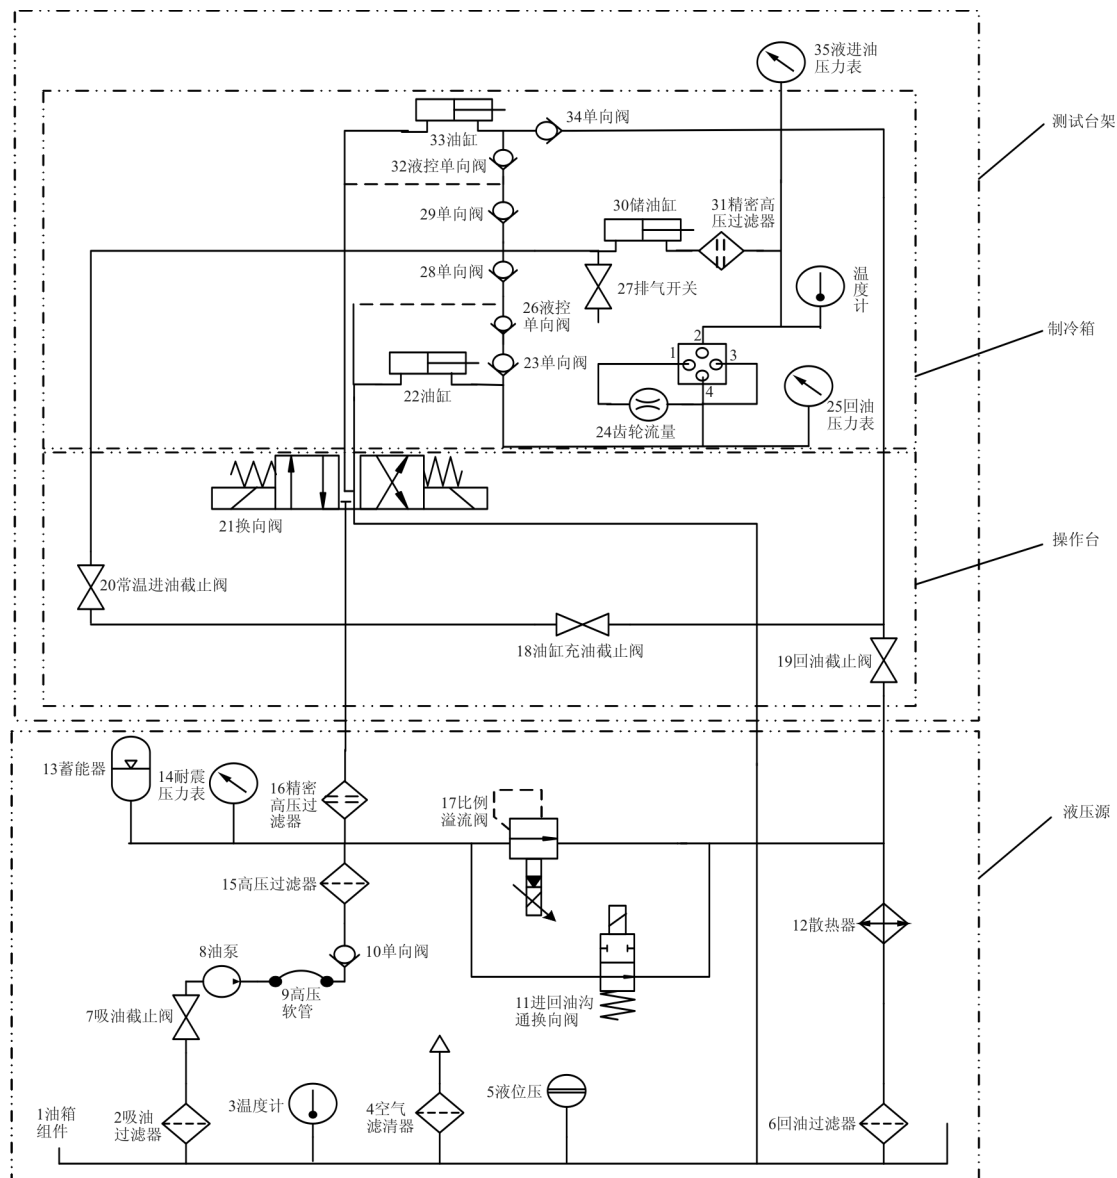 35液进油
压力表
34单向阀
测试台架
33油缸
32液控单向阀
30储油缸
31精密高
压过滤器
29单向阀
28单向阀
27排气开关
温
度
计
26液控
单向阀
制冷箱
2
1
3
4
23单向阀
22油缸
24齿轮流量
25回油
压力表
21换向阀
操作台
20常温进油截止阀
18油缸充油截止阀
19回油截止阀
13蓄能器
14耐震
压力表
16精密
高压过
滤器
17比例
溢流阀
液压源
15高压过滤器
12散热器
8油泵
10单向阀
9高压
软管
7吸油截止阀
11进回油沟
通换向阀
5液位压
3温度计
4空气
滤清器
1油箱
组件
2吸油
过滤器
6回油过滤器